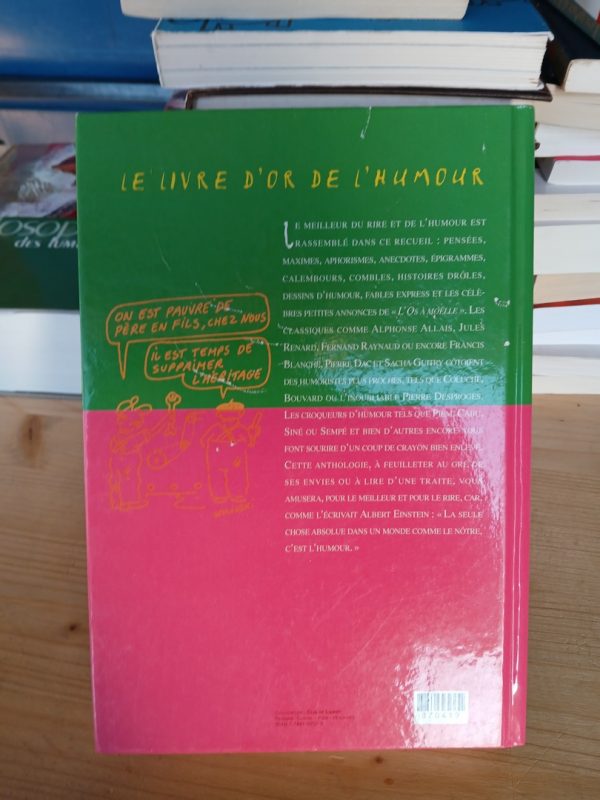 OSOP
des hum
LE LIVRE D'OR DE L'HUMOUR
LE MEILLEUR DU RIRE ET DE L'HUMOUR EST
RASSEMBLÉ DANS CE RECUEIL : PENSÉES,
MAXIMES, APHORISMES, ANECDOTES, ÉPIGRAMMES,
CALEMBOURS, COMBLES, HISTOIRES DRÔLES,
DESSINS D'HUMOUR, FABLES EXPRESS ET LES CÉLÈ-
BRES PETITES ANNONCES DE « L'OS À MOËLLE ». LES
CLASSIQUES COMME ALPHONSE ALLAIS, JULES
RENARD, FERNAND RAYNAUD OU ENCORE FRANCIS
BLANCHE, PIERRE DAC ET SACHA GUITRY CÔTOIENT
DES HUMORISTES PLUS PROCHES, TELS QUE COLUCHE,
BOUVARD OU L'INOUBLIABLE PIERRE DESPROGES.
LES CROQUEURS D'HUMOUR TELS QUE PIEM, CABU,
SINÉ OU SEMPÉ ET BIEN D'AUTRES ENCORE VOUS
FONT SOURIRE D'UN COUP DE CRAYON BIEN ENLEVÉ.
CETTE ANTHOLOGIE, À FEUILLETER AU GRÉ DE
SES ENVIES OU À LIRE D'UNE TRAITE, VOUS
AMUSERA, POUR LE MEILLEUR ET POUR LE RIRE, CAR,
COMME L'ÉCRIVAIT ALBERT EINSTEIN : « LA SEULE
CHOSE ABSOLUE DANS UN MONDE COMME LE NÔTRE,
C'EST L'HUMOUR. »
ON EST PAUVRE DE
PÈRE EN FILS, CHEZ NOUS
IL EST TEMPS DE
SUPPRIMER
L'HÉRITAGE